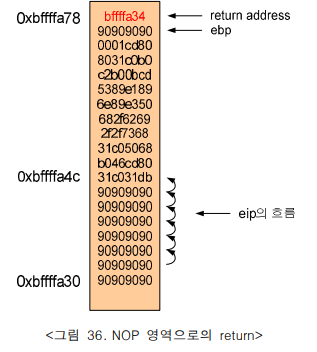 0xbffffa78
bffffa34
return address
90909090
ebp
0001cd80
8031c0b0
c2b00bcd
5389e189
6e89e350
682f6269
2f2f7368
31c05068
b046cd80
0xbffffa4c
31c031db
90909090
90909090
90909090
eip의 흐름
90909090
90909090
90909090
0xbffffa30
90909090
<그림 36. NOP 영역으로의 return>